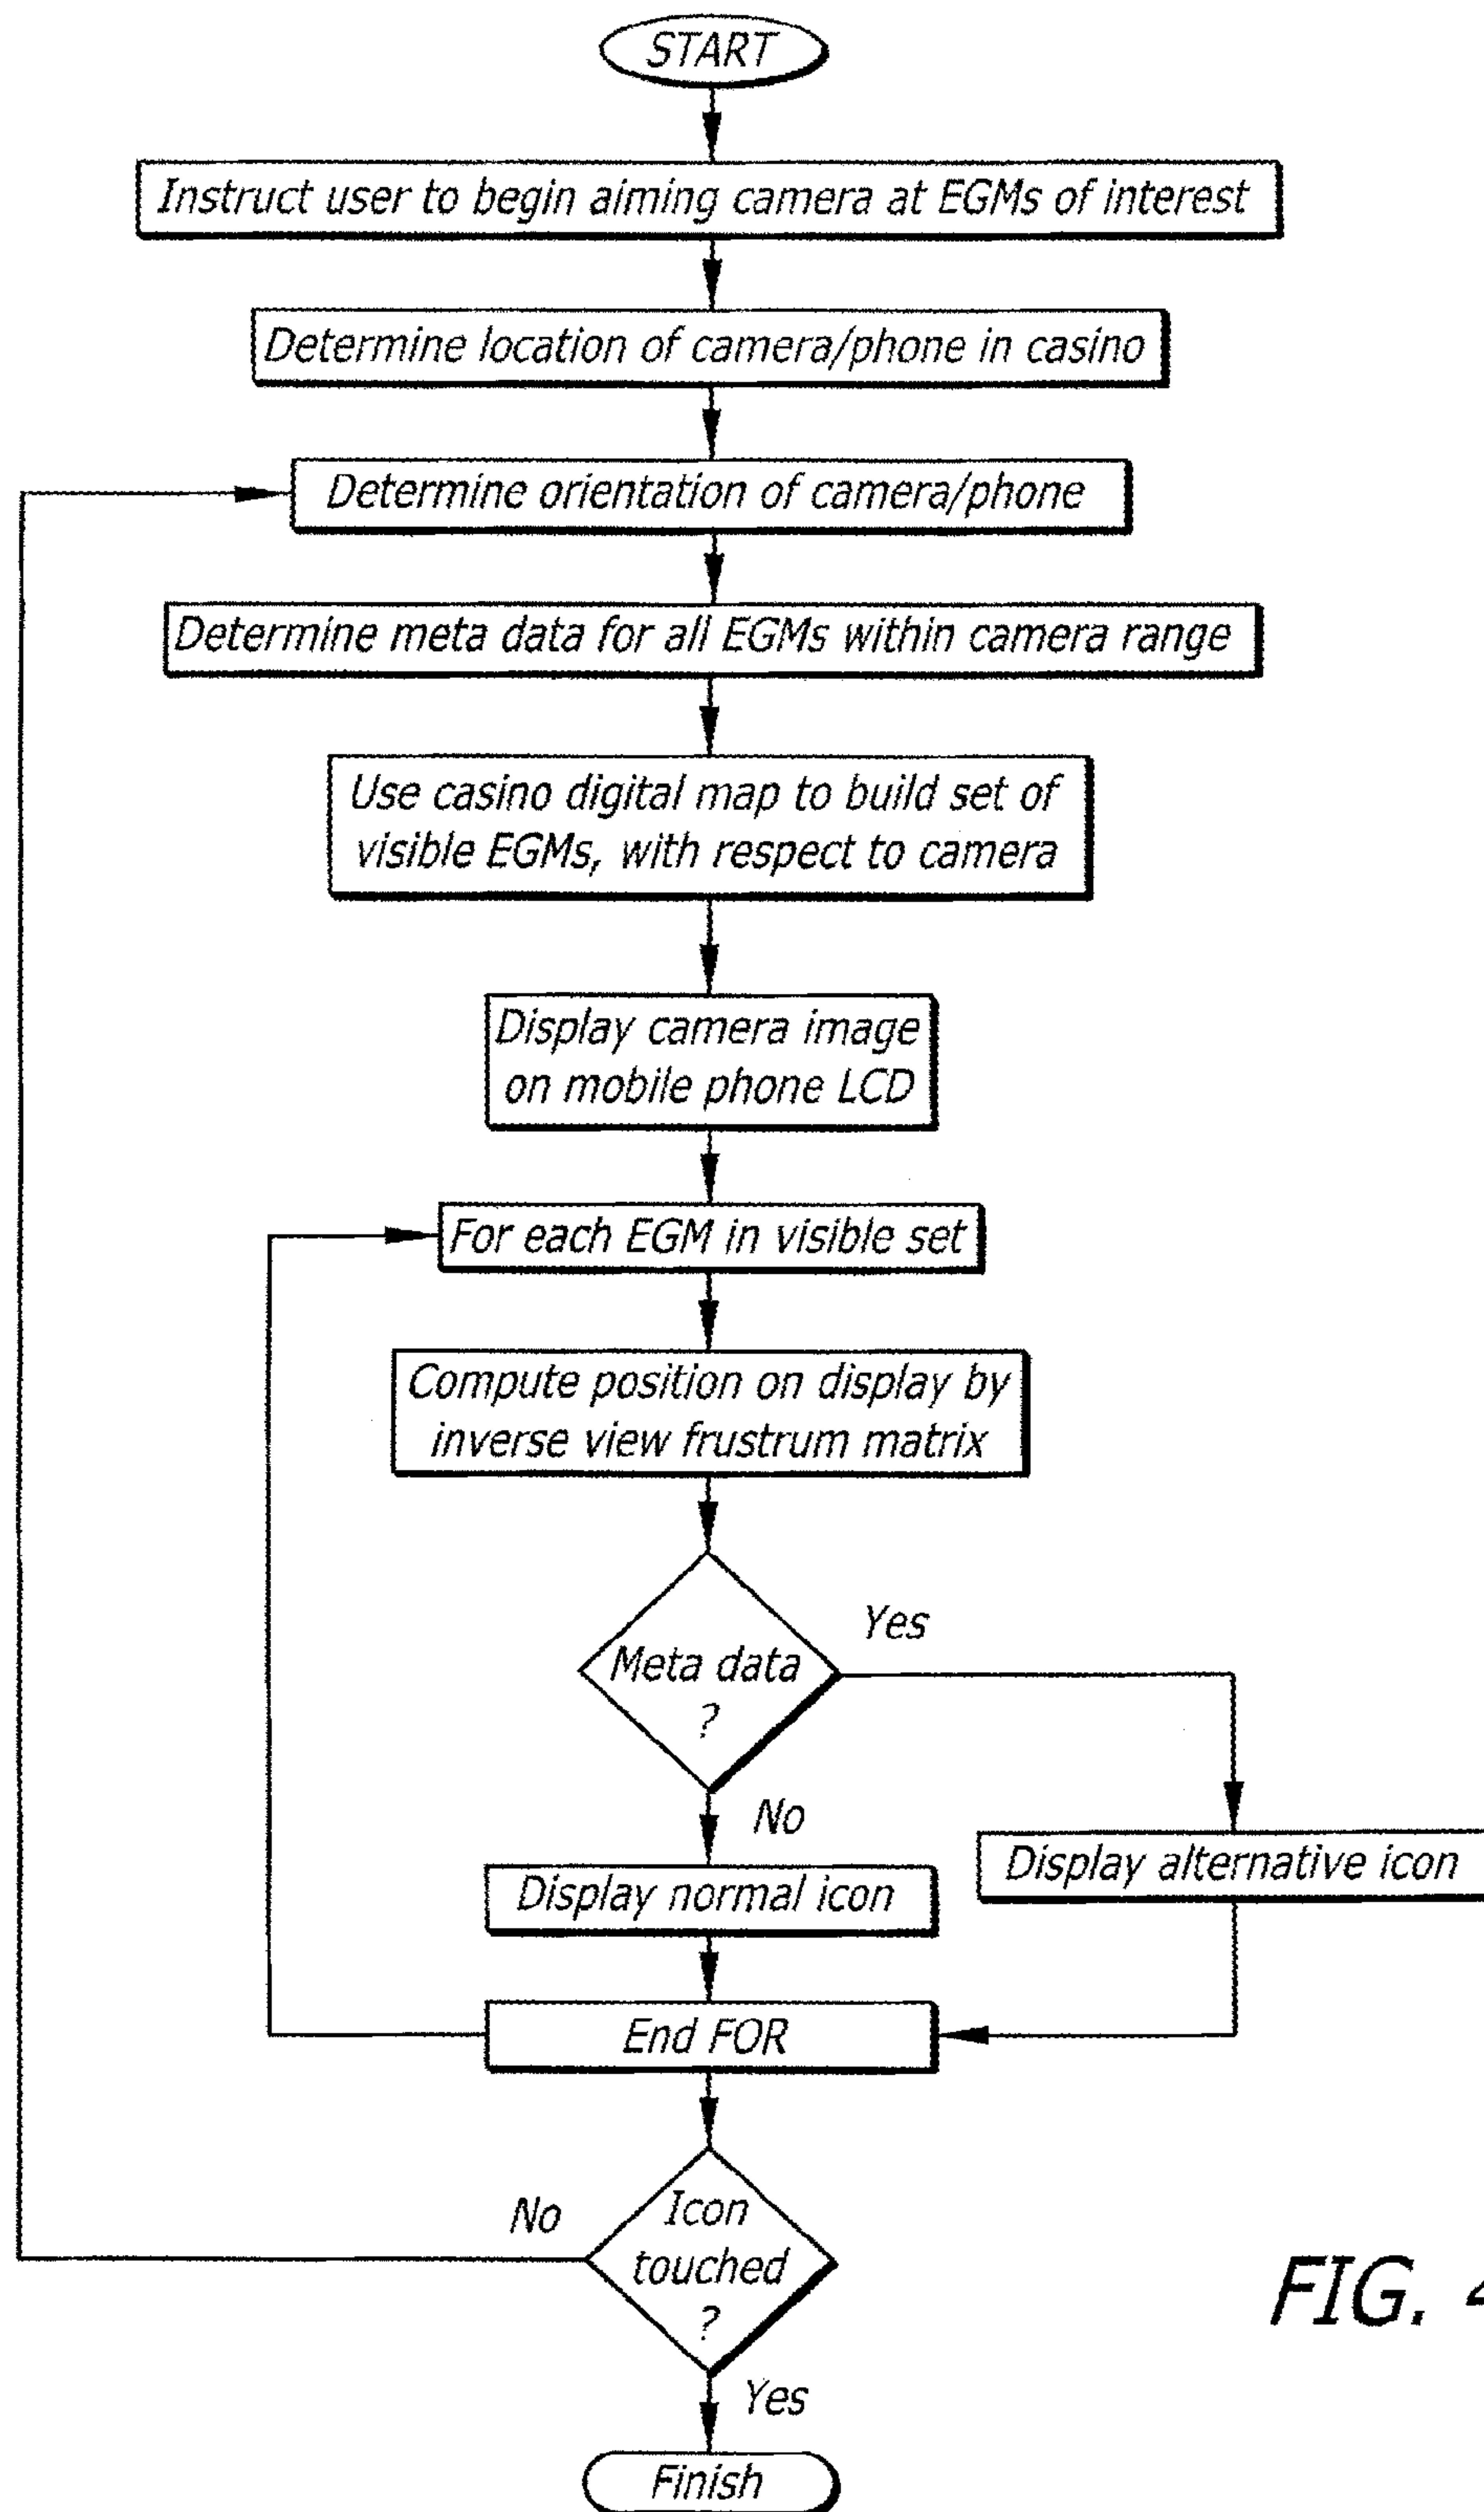 START
Instruct user to begin aiming camera at EGMs of interest
Determine location of camera/phone in casino
Determine orientation of camera/phone
Determine meta data for all EGMs within camera range
Use casino digital map to build set of
visible EGMs, with respect to camera
Display camera image
on mobile phone LCD
For each EGM in visible set
Compute position on display by
inverse view frustrum matrix
Meta data
?
Yes
No
Display normal icon
Display alternative icon
End FOR
Icon
touched
?
No
Yes
Finish
FIG. 4